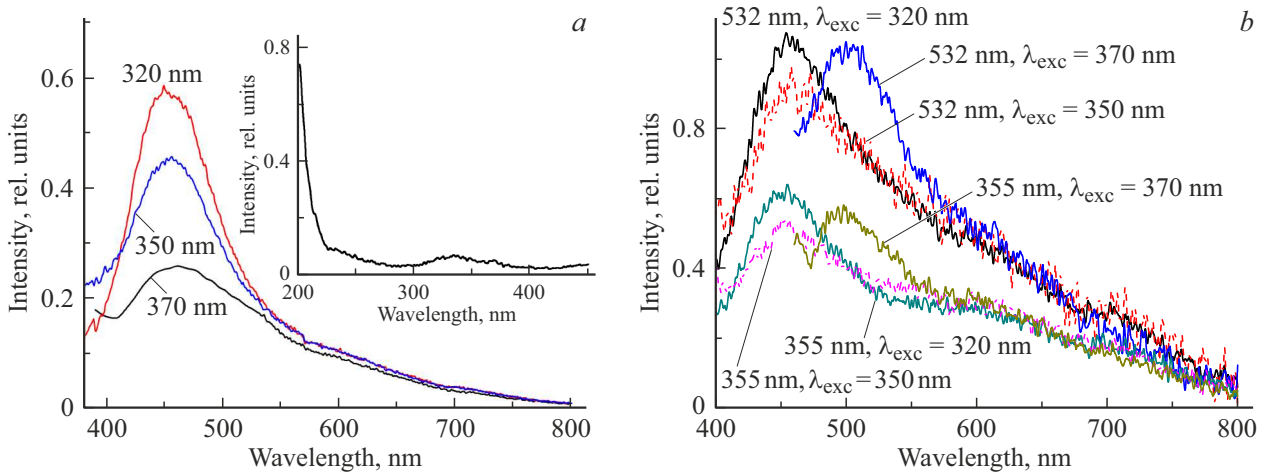 a
0.6
0.4
0.2
0
400
500
600
700
800
Intensity, rel. units
Wavelength, nm
320 nm
350 nm
370 nm
0.8
0.4
0
200
300
400
Intensity, rel. units
Wavelength, nm
b
532 nm, λexc = 320 nm
532 nm, λexc = 370 nm
532 nm, λexc = 350 nm
355 nm, λexc = 370 nm
355 nm, λexc = 320 nm
355 nm, λexc = 350 nm
0.8
0.4
0
400
500
600
700
800
Intensity, rel. units
Wavelength, nm